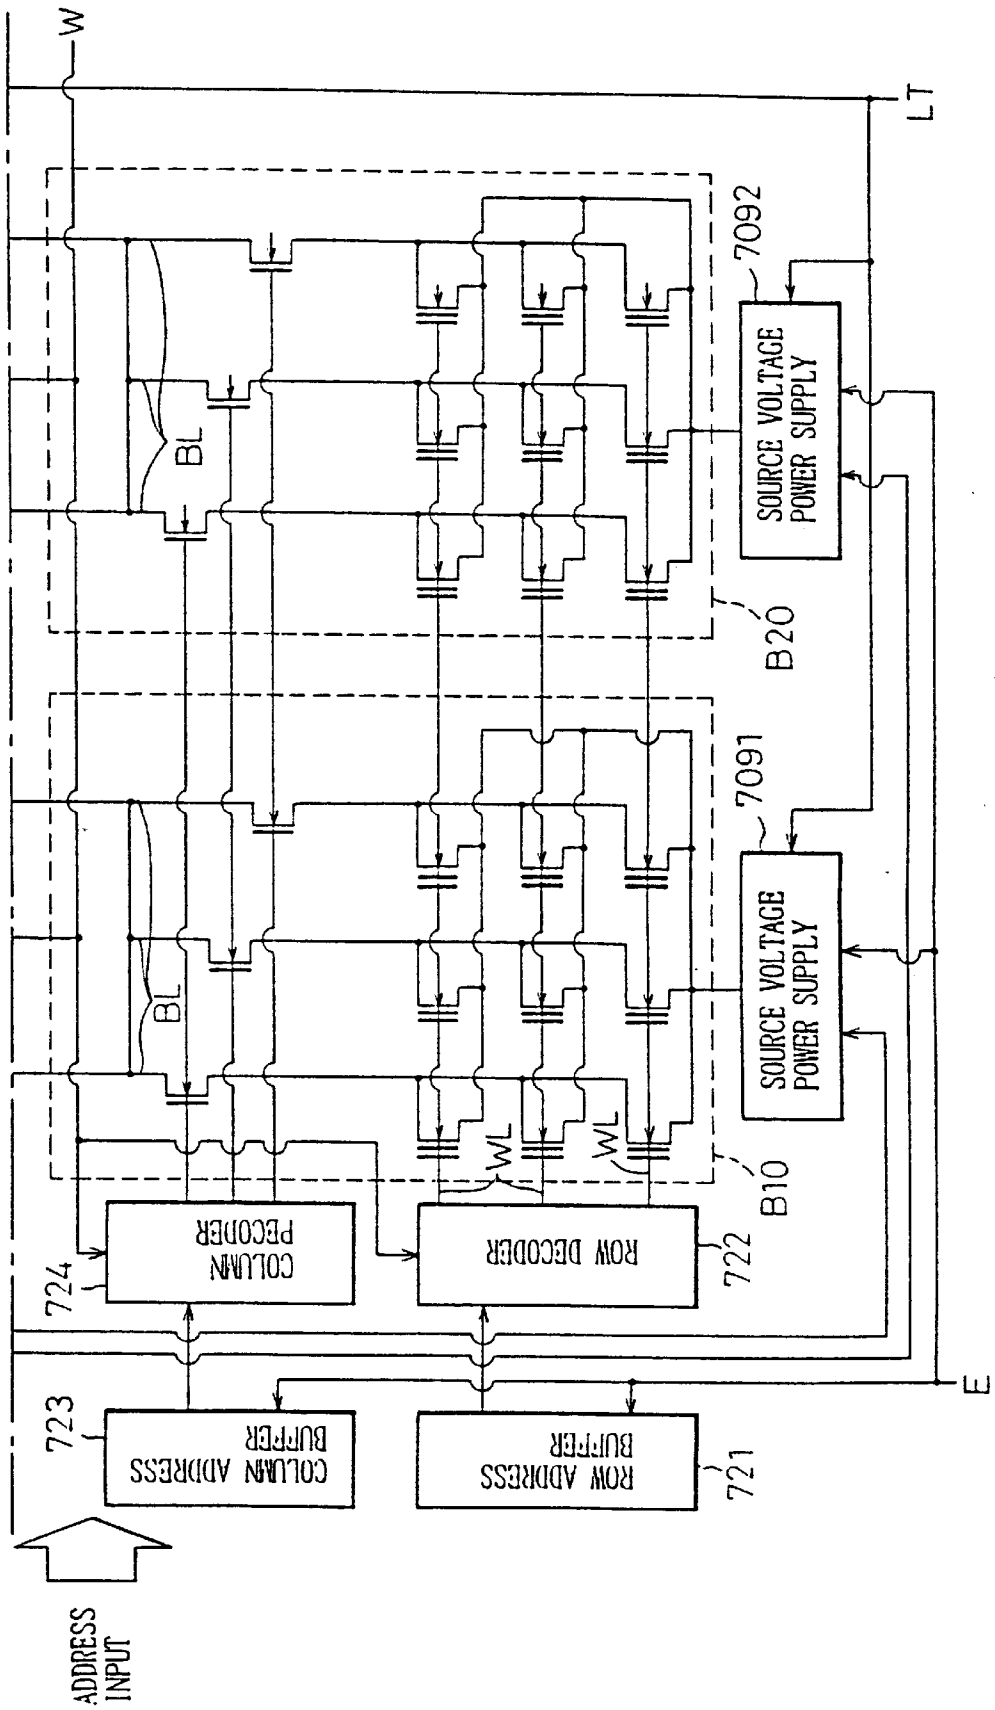 W
LT
BL
7092
SOURCE VOLTAGE
POWER SUPPLY
B20
BL
7091
SOURCE VOLTAGE
POWER SUPPLY
B10
WL
WL
COLUMN
PECODER
724
ROW DECODER
722
COLUMN ADDRESS
BUFFER
723
ROW ADDRESS
BUFFER
721
E
ADDRESS
INPUT